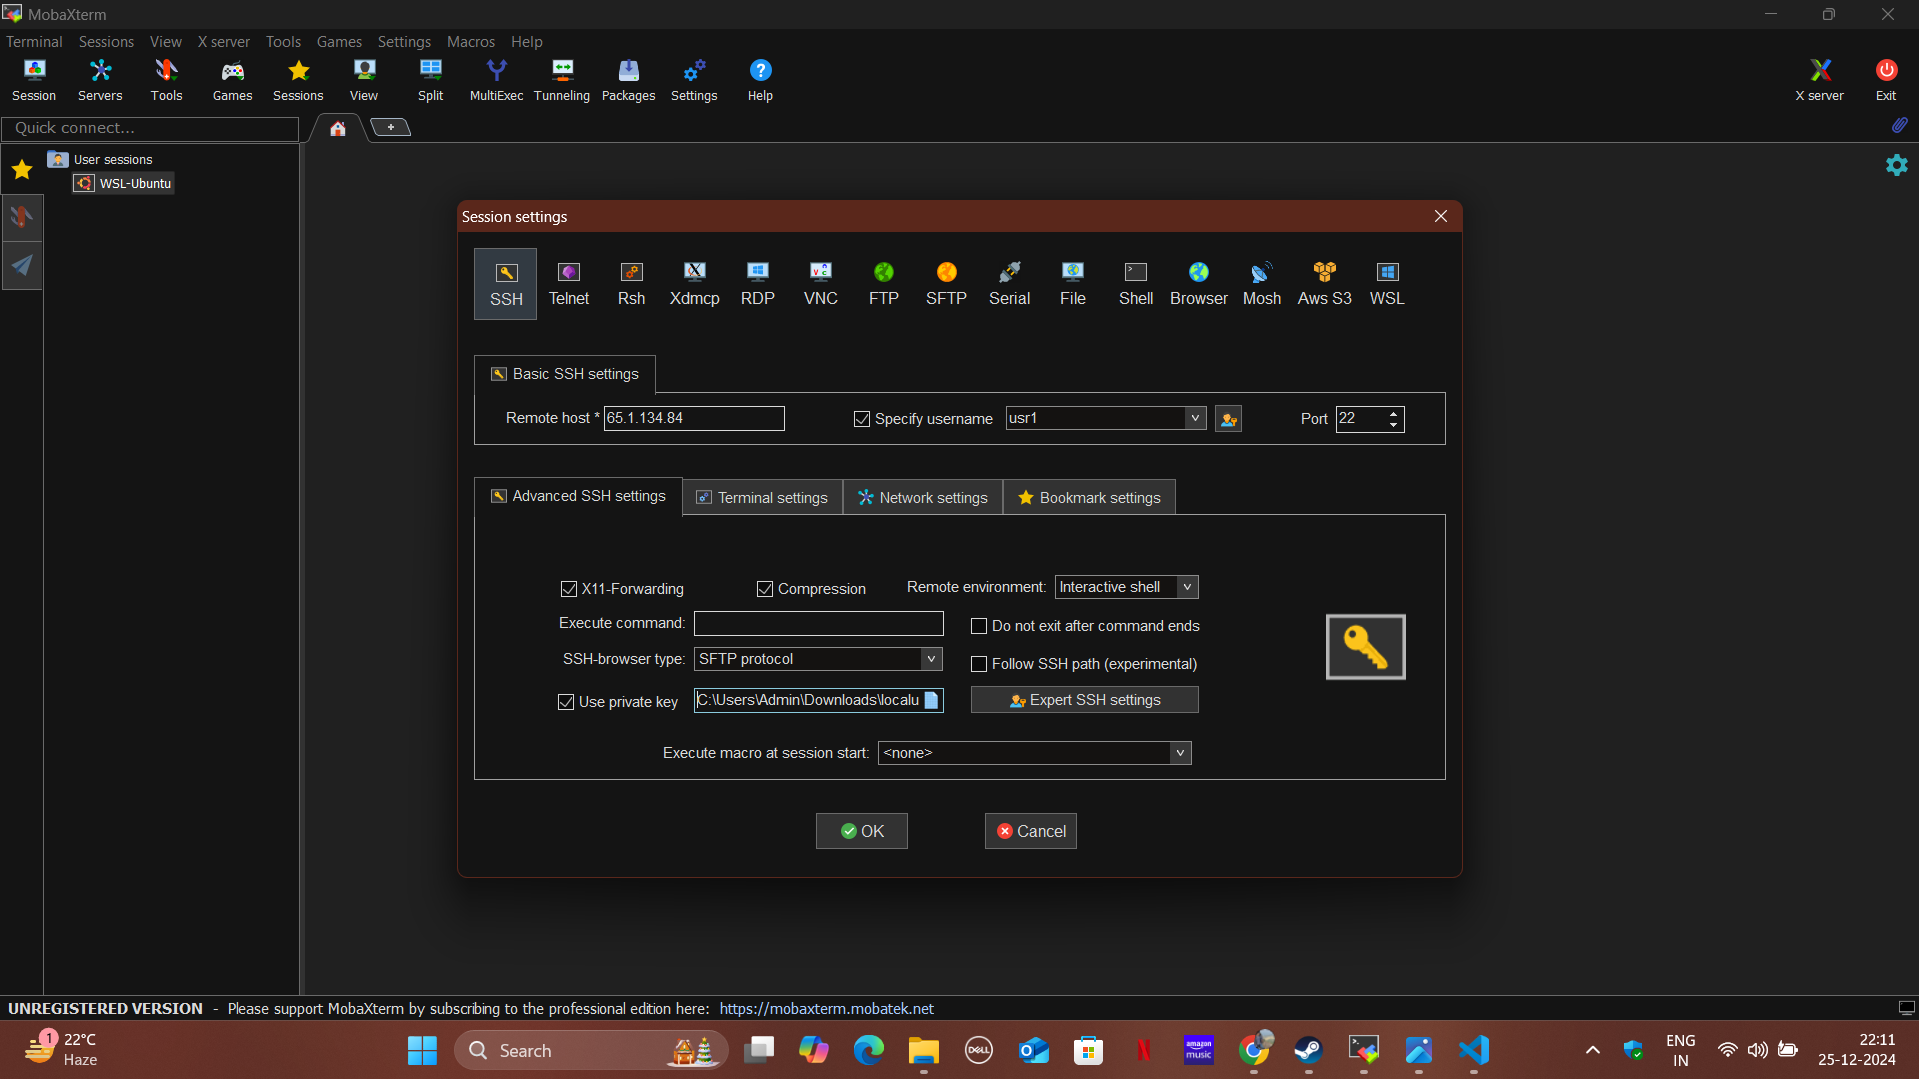 MobaXterm
Terminal Sessions View X server Tools Games Settings Macros Help
Session Servers Tools Games Sessions View Split MultiExec Tunneling Packages Settings Help X server Exit
Quick connect...
User sessions
WSL-Ubuntu
Session settings
SSH Telnet Rsh Xdmcp RDP VNC FTP SFTP Serial File Shell Browser Mosh Aws S3 WSL
Basic SSH settings
Remote host * 65.1.134.84 Specify username usr1 Port 22
Advanced SSH settings Terminal settings Network settings Bookmark settings
X11-Forwarding Compression Remote environment: Interactive shell
Execute command: Do not exit after command ends
SSH-browser type: SFTP protocol Follow SSH path (experimental)
Use private key C:\Users\Admin\Downloads\localu Expert SSH settings
Execute macro at session start: <none>
OK Cancel
UNREGISTERED VERSION - Please support MobaXterm by subscribing to the professional edition here: https://mobaxterm.mobatek.net
1 22°C
Haze
Search
DELL
amazon music
ENG
IN
22:11
25-12-2024